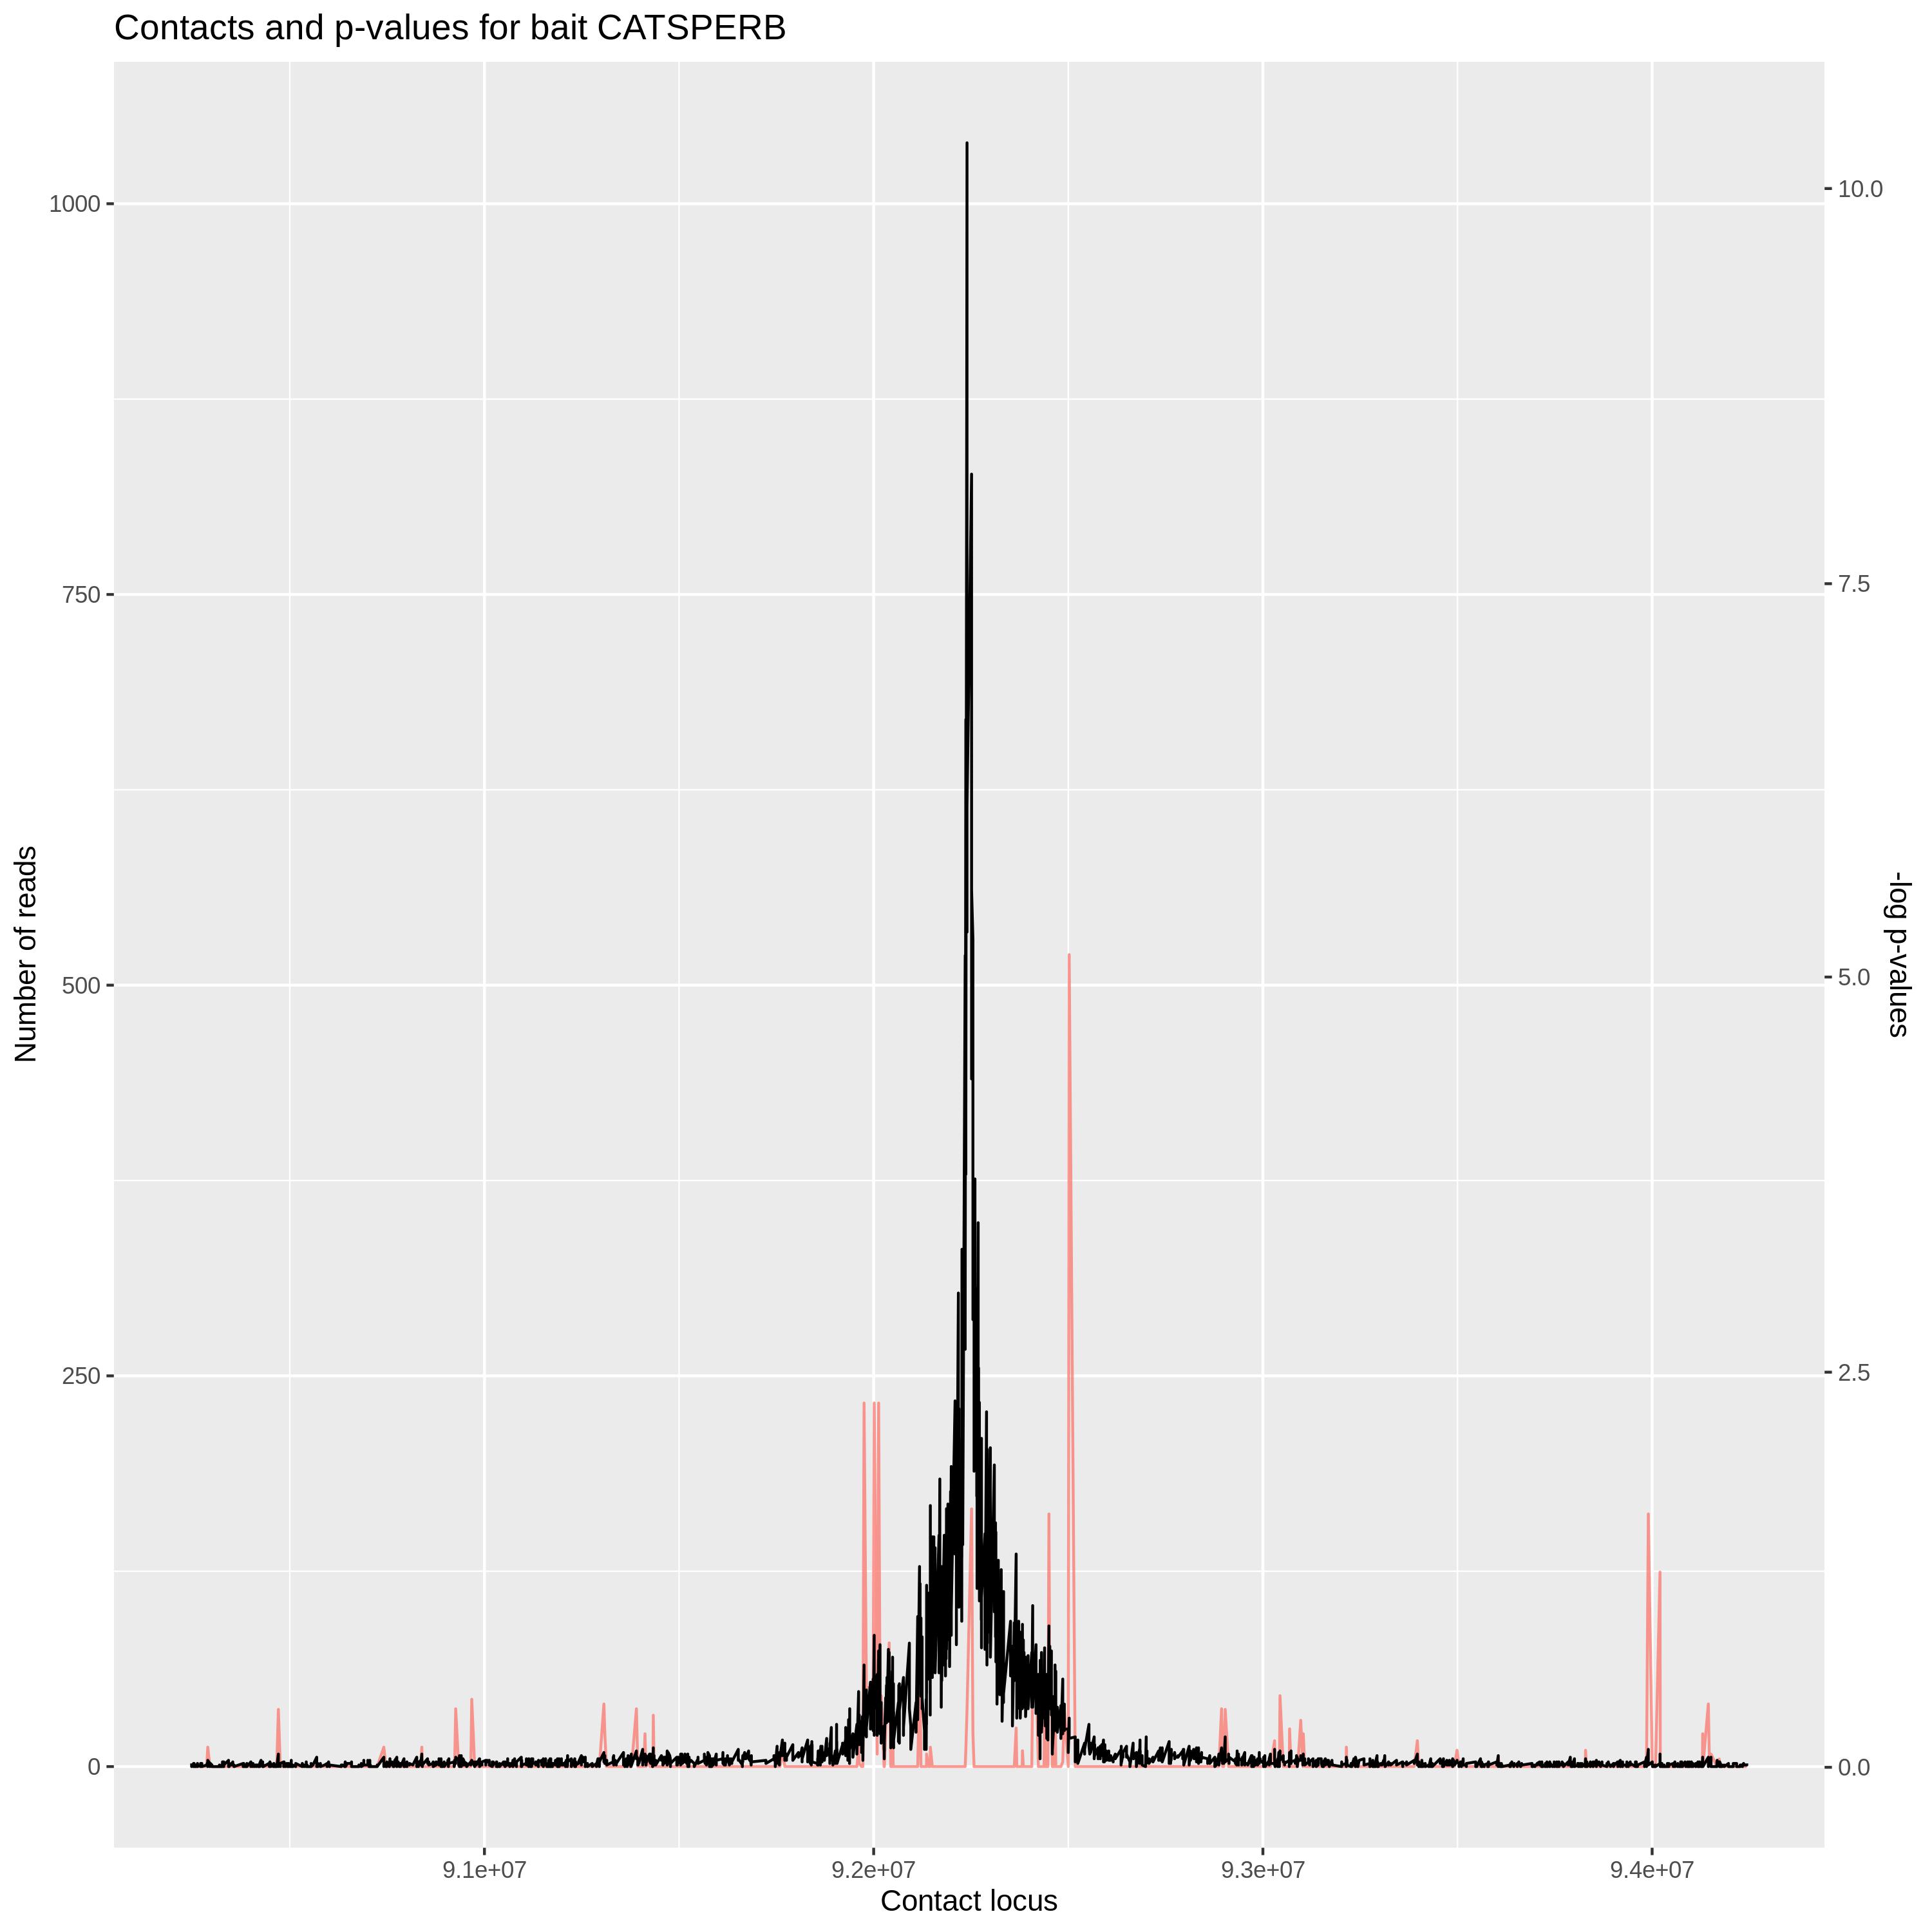 Contacts and p-values for bait CATSPERB
1000
750
500
250
0
Number of reads
10.0
7.5
5.0
2.5
0.0
-log p-values
9.1e+07
9.2e+07
9.3e+07
9.4e+07
Contact locus